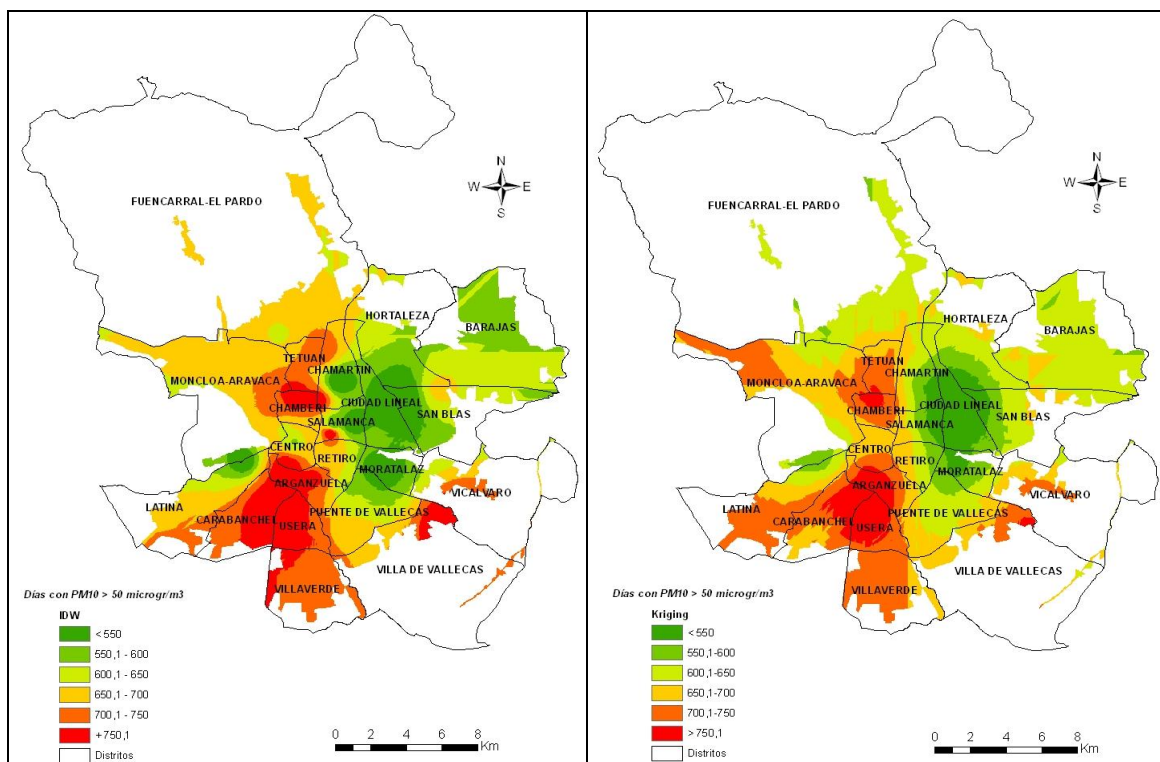 FUENCARRAL-EL PARDO
N
W E
S
HORTALEZA
BARAJAS
TETUAN
CHAMARTIN
MONCLOA-ARAVACA
CIUDAD LINEAL
CHAMBERI
SAN BLAS
SALAMANCA
CENTRO
RETIRO
MORATALAZ
ARGANZUELA
VICALVARO
LATINA
CARABANCHEL
PUENTE DE VALLECAS
USERA
VILLA DE VALLECAS
VILLAVERDE
Días con PM10 > 50 microgr/m3
IDW
< 550
550,1 - 600
600,1 - 650
650,1 - 700
700,1 - 750
+750,1
Distritos
0 2 4 6 8
Km
FUENCARRAL-EL PARDO
N
W E
S
HORTALEZA
BARAJAS
TETUAN
CHAMARTIN
MONCLOA-ARAVACA
CIUDAD LINEAL
CHAMBERI
SAN BLAS
SALAMANCA
CENTRO
RETIRO
MORATALAZ
ARGANZUELA
VICALVARO
LATINA
CARABANCHEL
PUENTE DE VALLECAS
USERA
VILLA DE VALLECAS
VILLAVERDE
Días con PM10 > 50 microgr/m3
Kriging
< 550
550,1-600
600,1-650
650,1-700
700,1-750
> 750,1
Distritos
0 2 4 6 8
Km